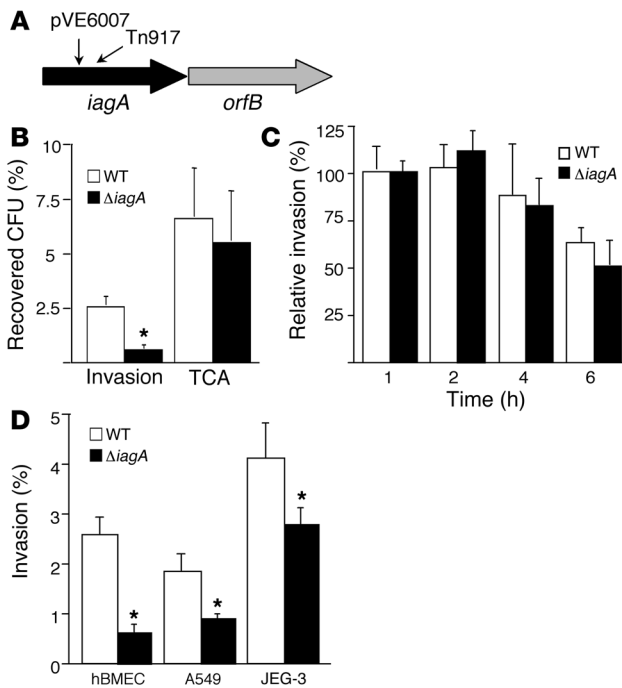 A
pVE6007
Tn917
iagA
orfB
B
Recovered CFU (%)
10
7.5
5
2.5
WT
ΔiagA
*
Invasion
TCA
C
Relative invasion (%)
125
100
75
50
25
WT
ΔiagA
1
2
4
6
Time (h)
D
Invasion (%)
5
4
3
2
1
0
WT
ΔiagA
*
*
*
hBMEC
A549
JEG-3